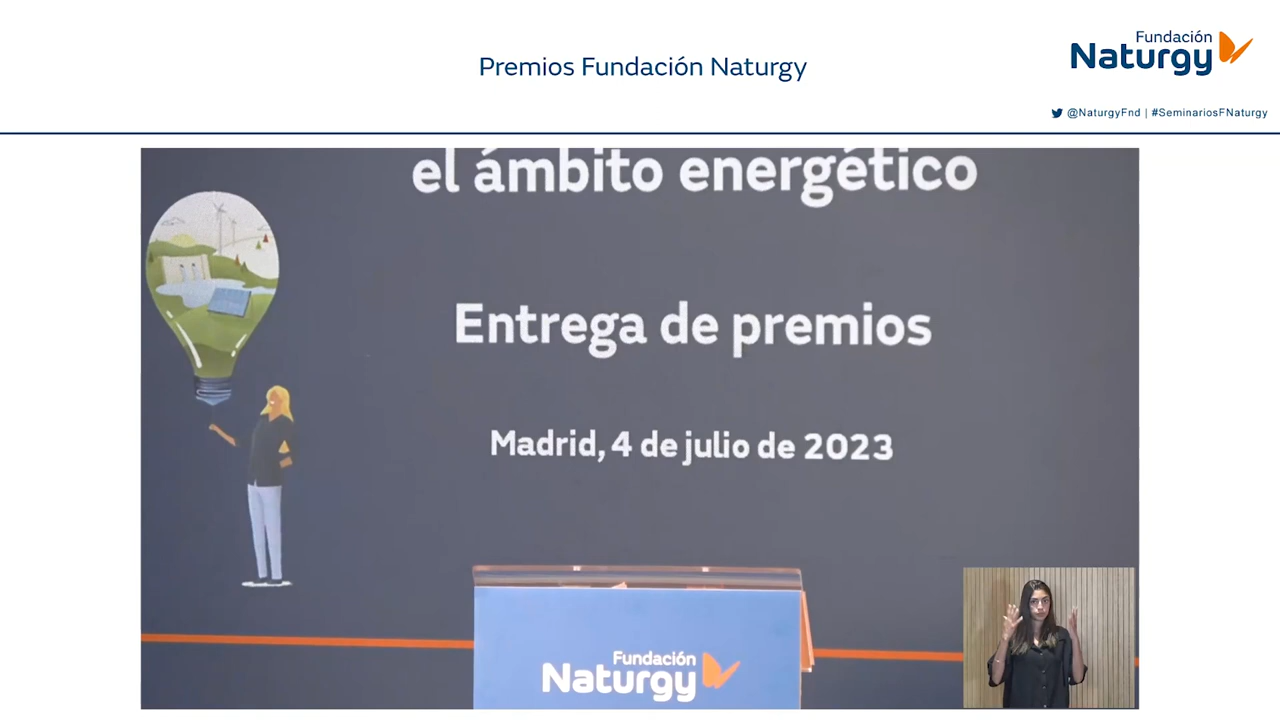 Premios Fundación Naturgy
Fundación
Naturgy
@NaturgyFnd | #SeminariosFNaturgy
el ámbito energético
Entrega de premios
Madrid, 4 de julio de 2023
Fundación
Naturgy